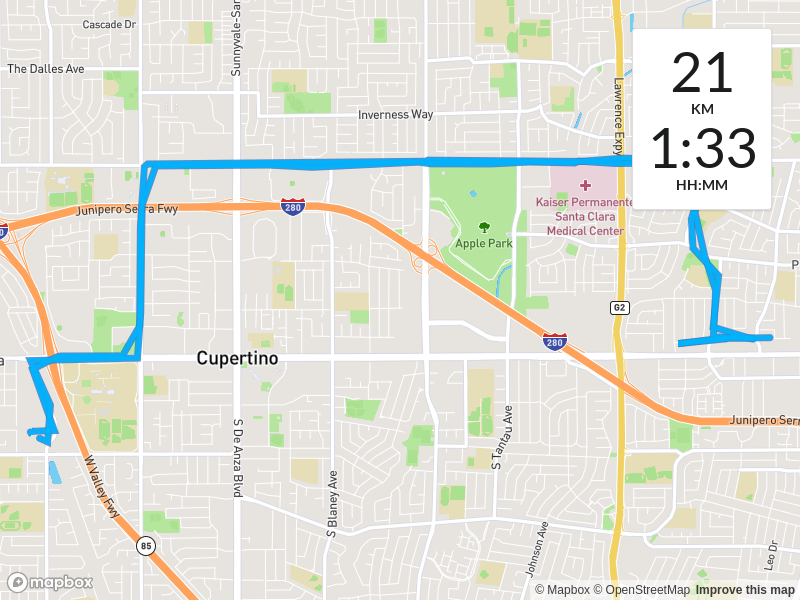 Cascade Dr
Sunnyvale-Sar
The Dalles Ave
Inverness Way
Lawrence Expy
21
KM
1:33
HH:MM
Kaiser Permanente
Santa Clara
Medical Center
Junipero Serra Fwy
280
Apple Park
P
G2
280
Cupertino
a
S De Anza Blvd
S Blaney Ave
S Tantau Ave
Junipero Serr
W Valley Fwy
85
Johnson Ave
Leo Dr
mapbox
© Mapbox © OpenStreetMap Improve this map